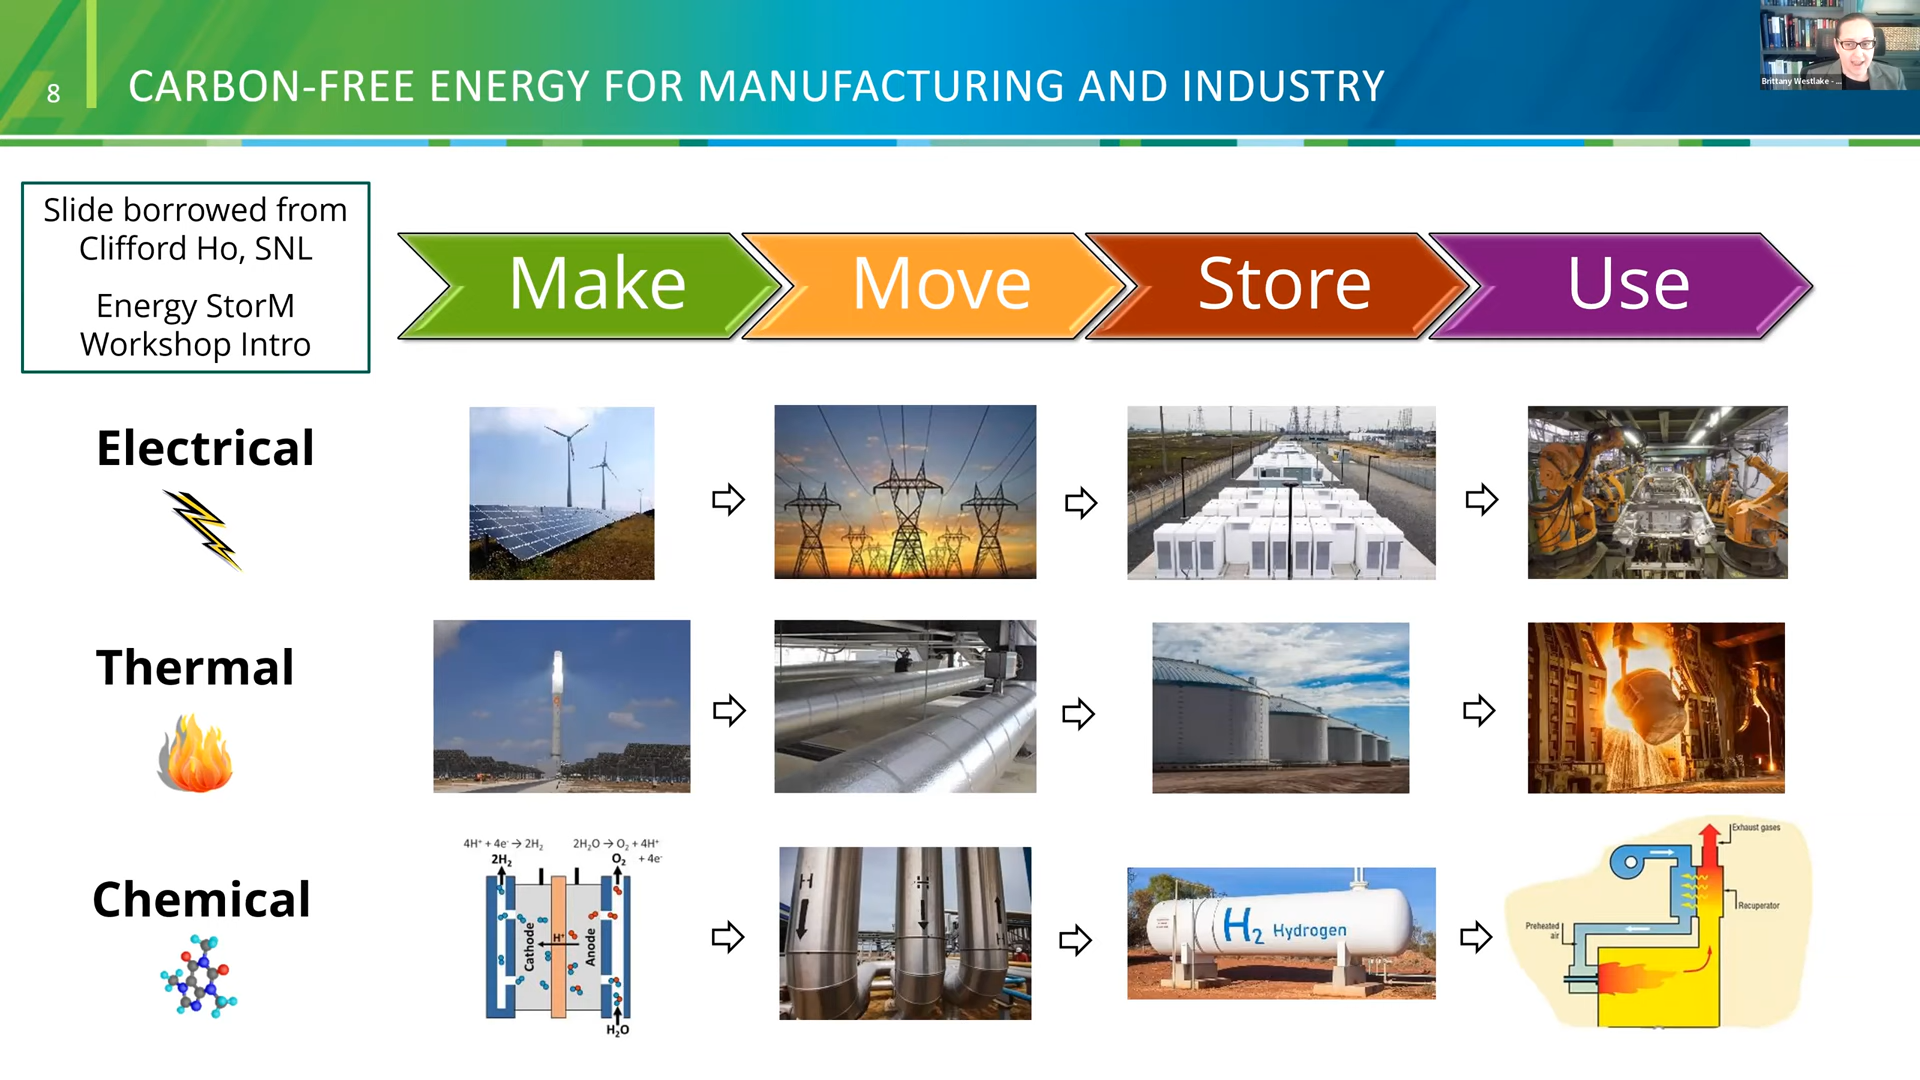 8
CARBON-FREE ENERGY FOR MANUFACTURING AND INDUSTRY
Brittany Westlake - ...
Slide borrowed from
Clifford Ho, SNL
Energy StorM
Workshop Intro
Make
Move
Store
Use
Electrical
Thermal
Chemical
4H⁺ + 4e⁻ → 2H₂
2H₂
2H₂O → O₂ + 4H⁺
+ 4e⁻
O₂
Cathode
H⁺
Anode
H₂O
H
H
H
H₂ Hydrogen
Exhaust gases
Recuperator
Preheated
air